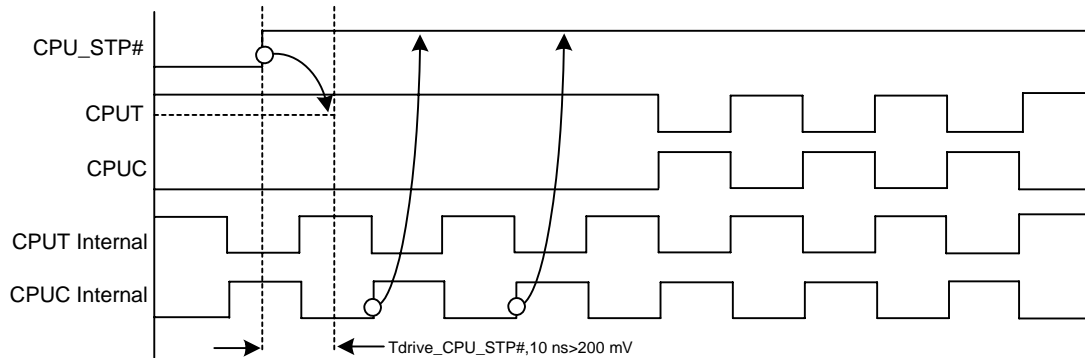 CPU_STP#
CPUT
CPUC
CPUT Internal
CPUC Internal
Tdrive_CPU_STP#,10 ns>200 mV